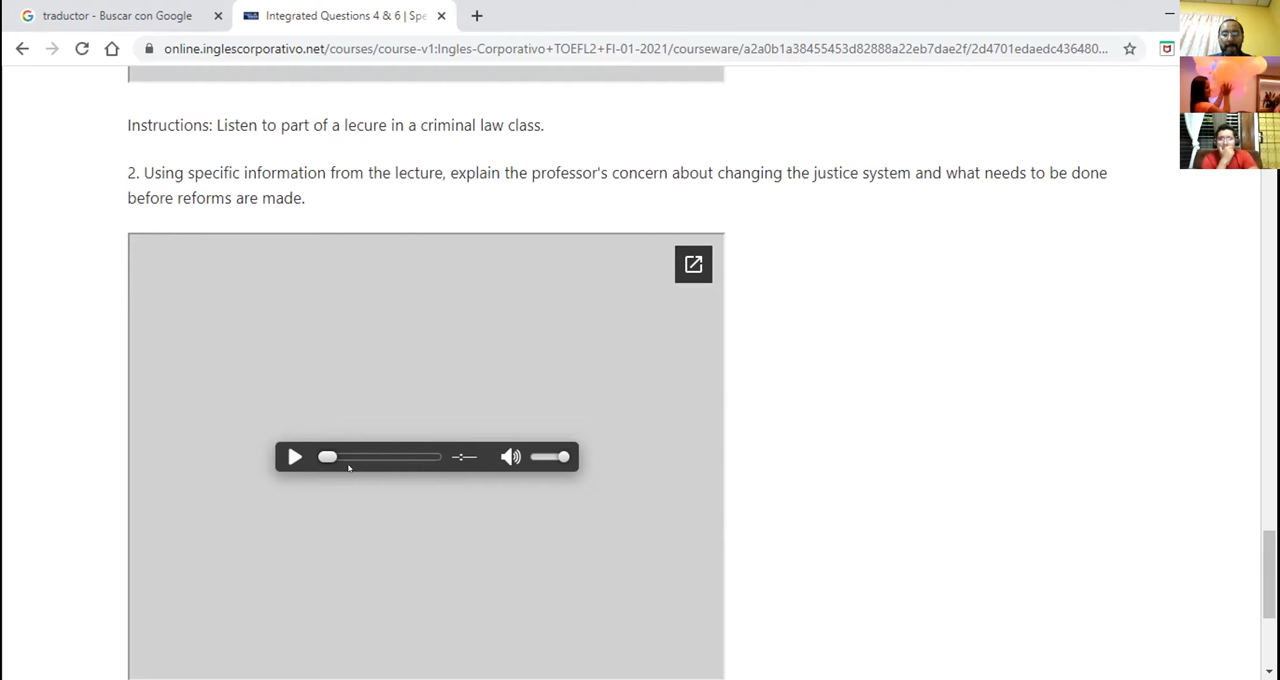 traductor - Buscar con Google
Integrated Questions 4 & 6 | Spe
online.inglescorporativo.net/courses/course-v1:Ingles-Corporativo+TOEFL2+FI-01-2021/courseware/a2a0b1a38455453d82888a22eb7dae2f/2d4701edaedc436480...
Instructions: Listen to part of a lecure in a criminal law class.
2. Using specific information from the lecture, explain the professor's concern about changing the justice system and what needs to be done
before reforms are made.
--:--